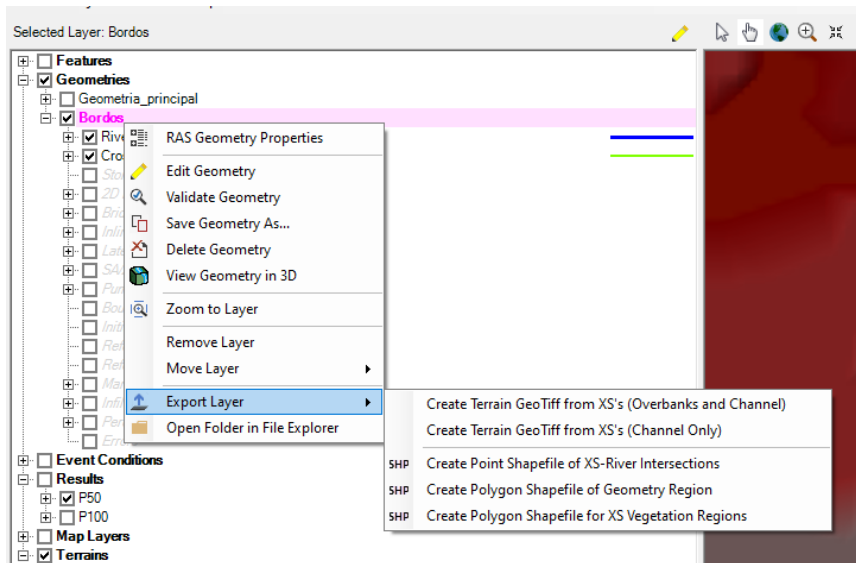 Selected Layer: Bordos
Features
Geometries
Geometria_principal
Bordos
RAS Geometry Properties
Edit Geometry
Validate Geometry
Save Geometry As...
Delete Geometry
View Geometry in 3D
Zoom to Layer
Remove Layer
Move Layer
Export Layer
Open Folder in File Explorer
Create Terrain GeoTiff from XS's (Overbanks and Channel)
Create Terrain GeoTiff from XS's (Channel Only)
SHP Create Point Shapefile of XS-River Intersections
SHP Create Polygon Shapefile of Geometry Region
SHP Create Polygon Shapefile for XS Vegetation Regions
Event Conditions
Results
P50
P100
Map Layers
Terrains